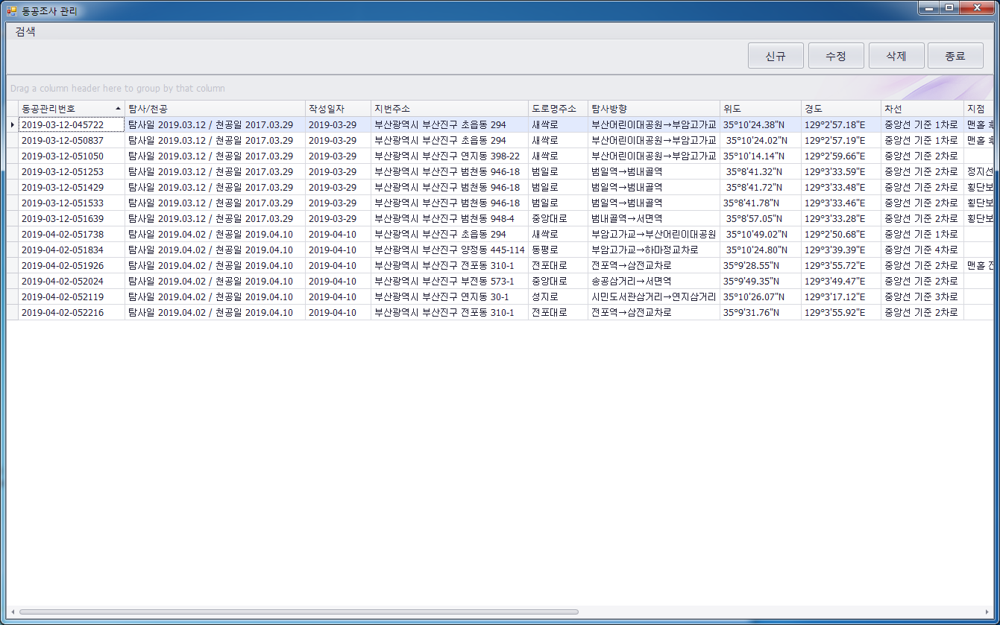 동공조사 관리
검색
신규 수정 삭제 종료
Drag a column header here to group by that column
동공관리번호 탐사/천공 작성일자 지번주소 도로명주소 탐사방향 위도 경도 차선 지점
2019-03-12-045722 탐사일 2019.03.12 / 천공일 2017.03.29 2019-03-29 부산광역시 부산진구 초읍동 294 새싹로 부산어린이대공원→부암고가교 35°10'24.38"N 129°2'57.18"E 중앙선 기준 1차로 맨홀 후
2019-03-12-050837 탐사일 2019.03.12 / 천공일 2017.03.29 2019-03-29 부산광역시 부산진구 초읍동 294 새싹로 부산어린이대공원→부암고가교 35°10'24.02"N 129°2'57.19"E 중앙선 기준 1차로 맨홀 후
2019-03-12-051050 탐사일 2019.03.12 / 천공일 2017.03.29 2019-03-29 부산광역시 부산진구 연지동 398-22 새싹로 부산어린이대공원→부암고가교 35°10'14.14"N 129°2'59.66"E 중앙선 기준 2차로
2019-03-12-051253 탐사일 2019.03.12 / 천공일 2017.03.29 2019-03-29 부산광역시 부산진구 범천동 946-18 범일로 범일역→범내골역 35°8'41.32"N 129°3'33.59"E 중앙선 기준 2차로 정지선
2019-03-12-051429 탐사일 2019.03.12 / 천공일 2017.03.29 2019-03-29 부산광역시 부산진구 범천동 946-18 범일로 범일역→범내골역 35°8'41.72"N 129°3'33.48"E 중앙선 기준 2차로 횡단보
2019-03-12-051533 탐사일 2019.03.12 / 천공일 2017.03.29 2019-03-29 부산광역시 부산진구 범천동 946-18 범일로 범일역→범내골역 35°8'41.78"N 129°3'33.46"E 중앙선 기준 2차로 횡단보
2019-03-12-051639 탐사일 2019.03.12 / 천공일 2017.03.29 2019-03-29 부산광역시 부산진구 범천동 948-4 중앙대로 범내골역→서면역 35°8'57.05"N 129°3'33.28"E 중앙선 기준 2차로 횡단보
2019-04-02-051738 탐사일 2019.04.02 / 천공일 2019.04.10 2019-04-10 부산광역시 부산진구 초읍동 294 새싹로 부암고가교→부산어린이대공원 35°10'49.02"N 129°2'50.68"E 중앙선 기준 1차로
2019-04-02-051834 탐사일 2019.04.02 / 천공일 2019.04.10 2019-04-10 부산광역시 부산진구 양정동 445-114 동평로 부암고가교→하마정교차로 35°10'24.80"N 129°3'39.39"E 중앙선 기준 4차로
2019-04-02-051926 탐사일 2019.04.02 / 천공일 2019.04.10 2019-04-10 부산광역시 부산진구 전포동 310-1 전포대로 전포역→삼전교차로 35°9'28.55"N 129°3'55.72"E 중앙선 기준 2차로 맨홀 전
2019-04-02-052024 탐사일 2019.04.02 / 천공일 2019.04.10 2019-04-10 부산광역시 부산진구 부전동 573-1 중앙대로 송공삼거리→서면역 35°9'49.35"N 129°3'49.47"E 중앙선 기준 2차로
2019-04-02-052119 탐사일 2019.04.02 / 천공일 2019.04.10 2019-04-10 부산광역시 부산진구 연지동 30-1 성지로 시민도서관삼거리→연지삼거리 35°10'26.07"N 129°3'17.12"E 중앙선 기준 3차로
2019-04-02-052216 탐사일 2019.04.02 / 천공일 2019.04.10 2019-04-10 부산광역시 부산진구 전포동 310-1 전포대로 전포역→삼전교차로 35°9'31.76"N 129°3'55.92"E 중앙선 기준 2차로